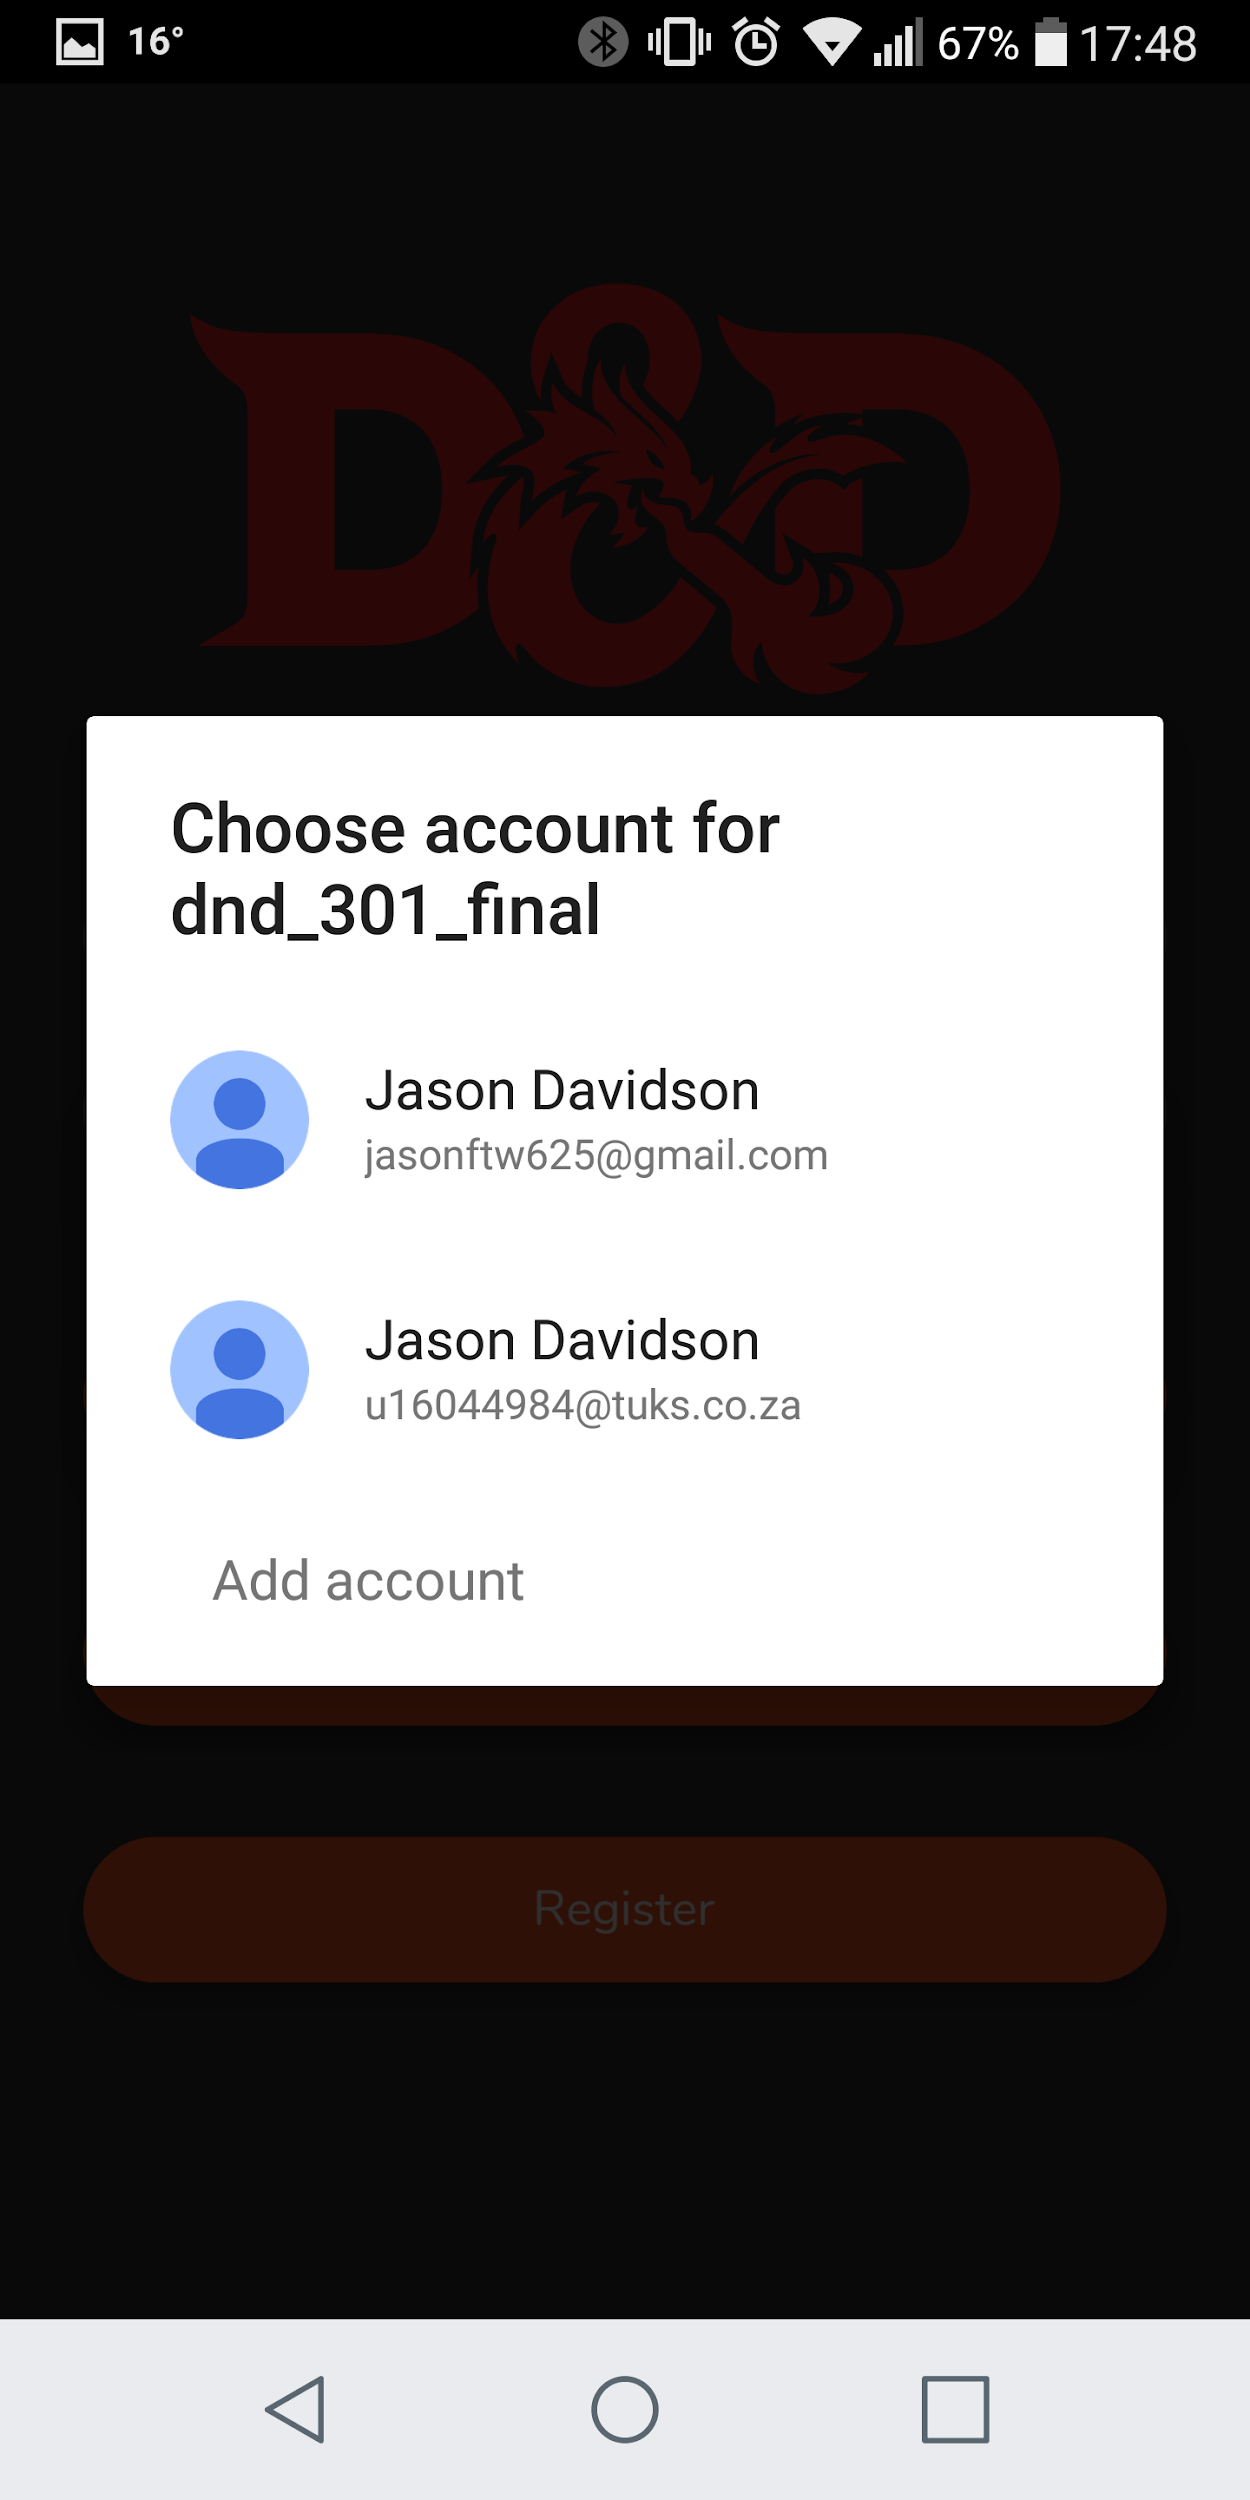 16°
67% 17:48
D&D
Choose account for
dnd_301_final
Jason Davidson
jasonftw625@gmail.com
Jason Davidson
u16044984@tuks.co.za
Add account
Register